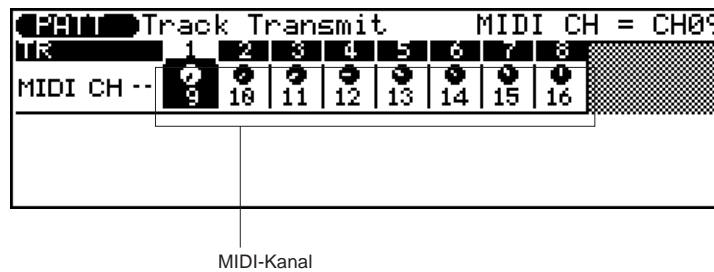 PATT Track Transmit MIDI CH = CH09
TR 1 2 3 4 5 6 7 8
MIDI CH -- 9 10 11 12 13 14 15 16
MIDI-Kanal